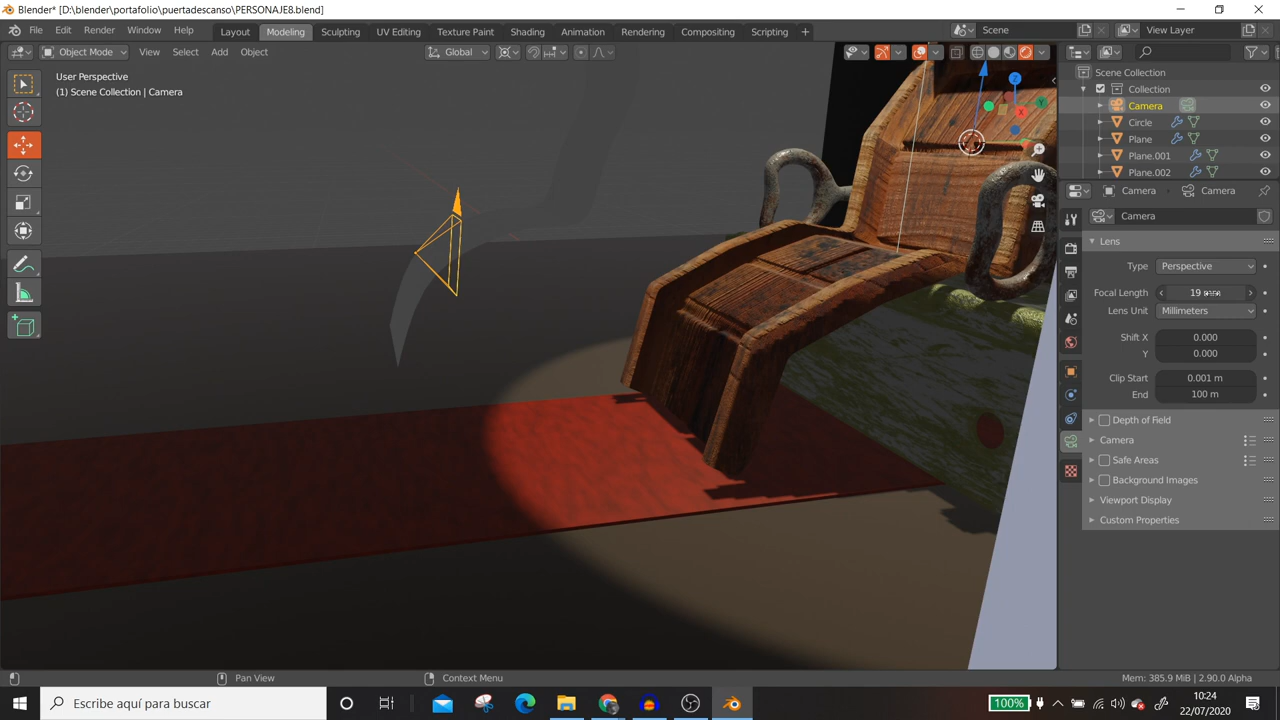 Blender* [D:\blender\portafolio\puertadescanso\PERSONAJE8.blend]
File Edit Render Window Help Layout Modeling Sculpting UV Editing Texture Paint Shading Animation Rendering Compositing Scripting + Scene View Layer
Object Mode View Select Add Object Global
User Perspective
(1) Scene Collection | Camera
Z
Y
X
Scene Collection
Collection
Camera
Circle
Plane
Plane.001
Plane.002
Camera Camera
Camera
Lens
Type Perspective
Focal Length 19
Lens Unit Millimeters
Shift X 0.000
Y 0.000
Clip Start 0.001 m
End 100 m
Depth of Field
Camera
Safe Areas
Background Images
Viewport Display
Custom Properties
Pan View Context Menu Mem: 385.9 MiB | 2.90.0 Alpha
Escribe aquí para buscar
100%
10:24
22/07/2020